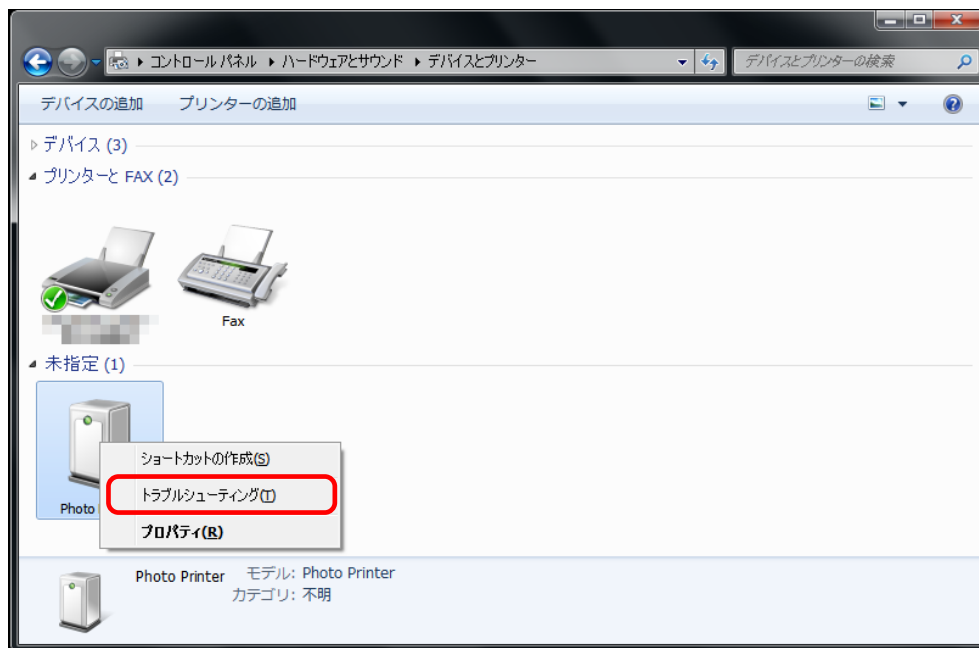 コントロール パネル ハードウェアとサウンド デバイスとプリンター
デバイスとプリンターの検索
デバイスの追加 プリンターの追加
デバイス (3)
プリンターと FAX (2)
Fax
未指定 (1)
ショートカットの作成(S)
トラブルシューティング(T)
Photo
プロパティ(R)
Photo Printer モデル: Photo Printer
カテゴリ: 不明